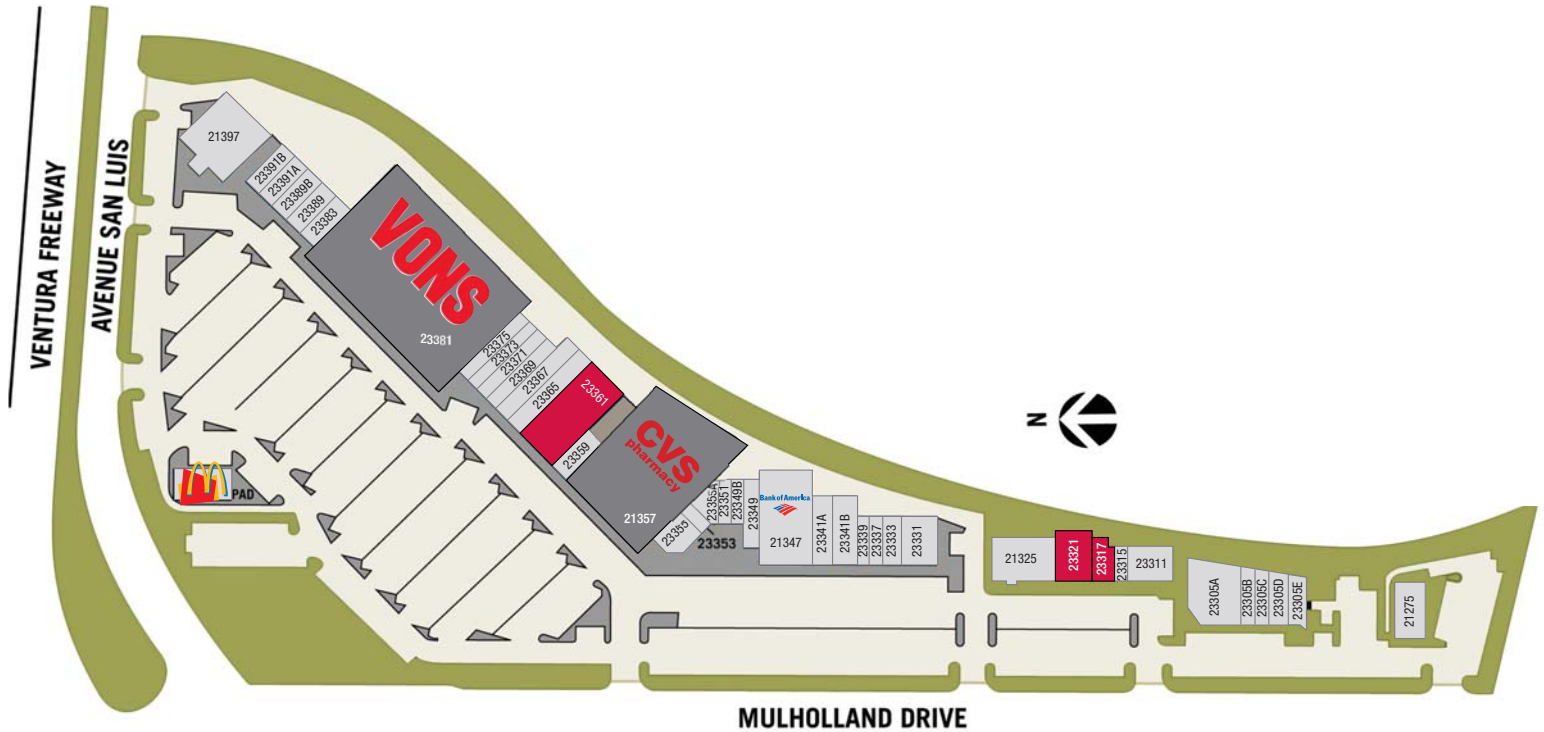 VENTURA FREEWAY
AVENUE SAN LUIS
21397
23391B
23391A
23389B
23389
23383
VONS
23381
23375
23373
23371
23369
23367
23365
23361
23359
CVS
pharmacy
21357
23355
23353
23355A
23351
23349B
23349
Bank of America
21347
23341A
23341B
23339
23337
23333
23331
N
21325
23321
23317
23315
23311
23305A
23305B
23305C
23305D
23305E
21275
M
PAD
MULHOLLAND DRIVE